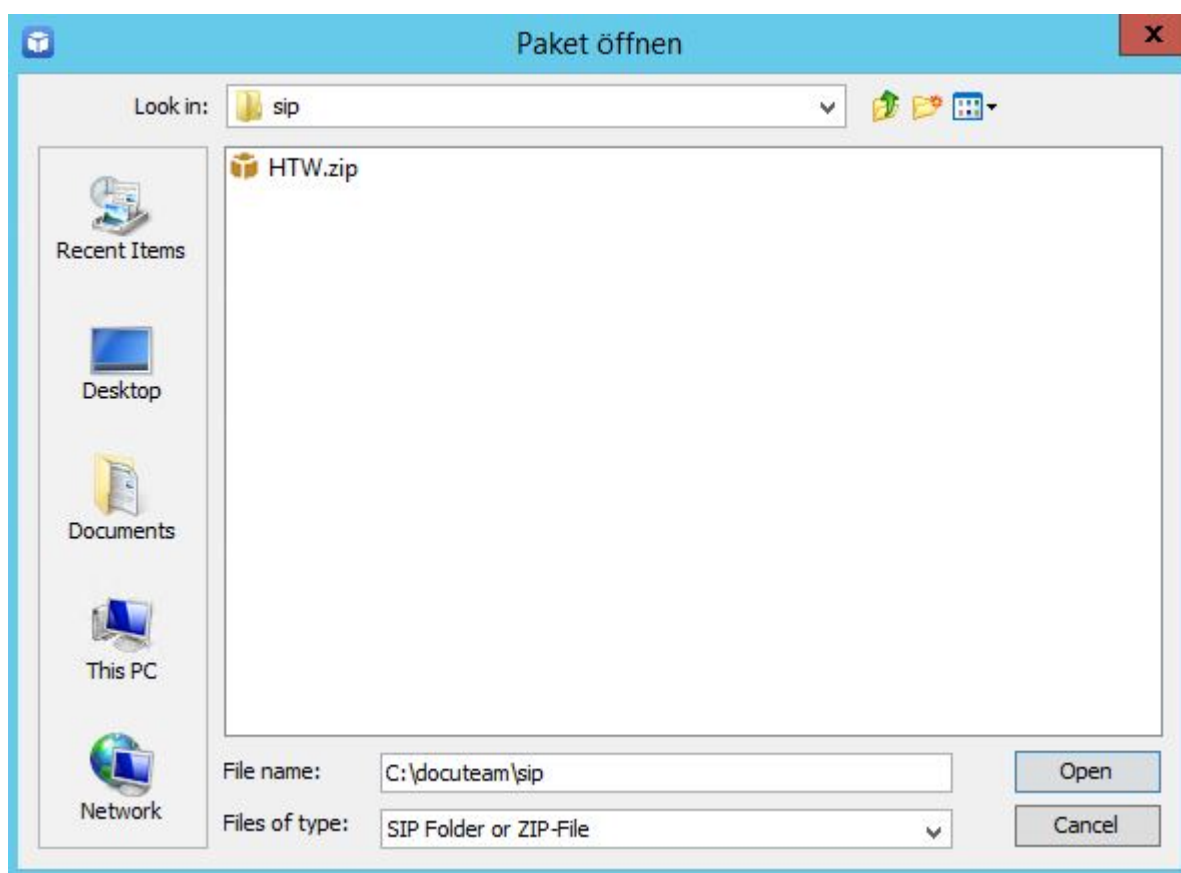 Paket öffnen
x
Look in: sip
HTW.zip
Recent Items
Desktop
Documents
This PC
Network
File name: C:\docuteam\sip Open
Files of type: SIP Folder or ZIP-File Cancel